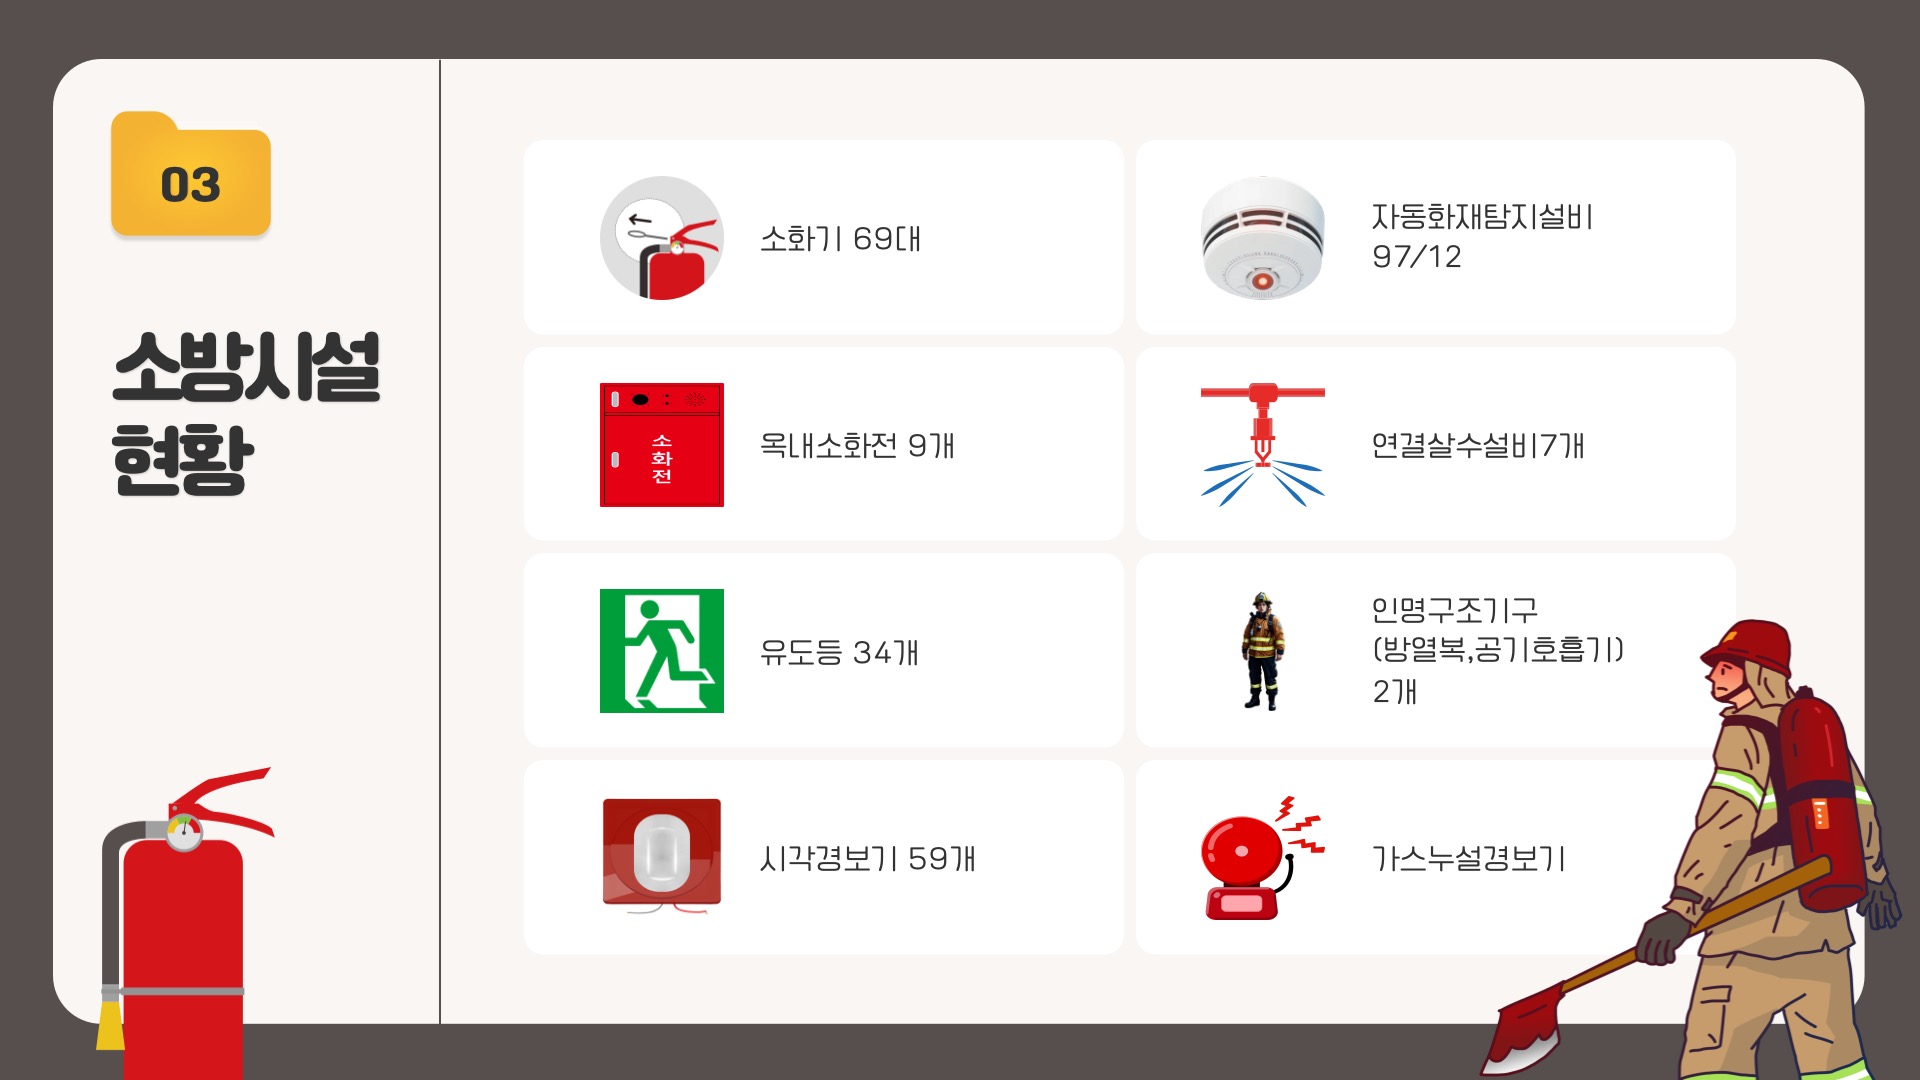 03
소방시설
현황
소화기 69대
자동화재탐지설비
97/12
소
화
전
옥내소화전 9개
연결살수설비7개
유도등 34개
인명구조기구
(방열복,공기호흡기)
2개
시각경보기 59개
가스누설경보기